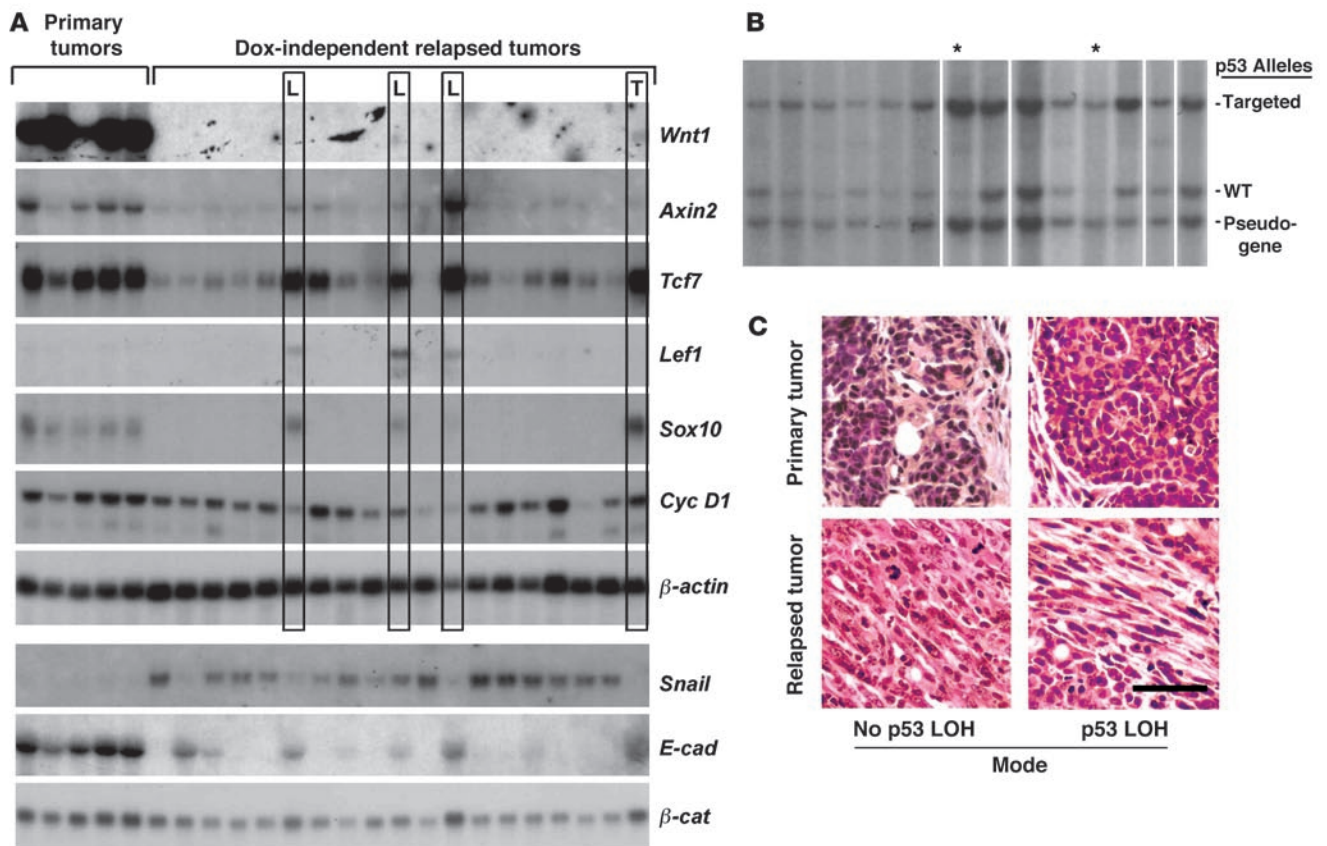 A
Primary
tumors
Dox-independent relapsed tumors
L
L
L
T
Wnt1
Axin2
Tcf7
Lef1
Sox10
Cyc D1
β-actin
Snail
E-cad
β-cat
B
*
*
p53 Alleles
-Targeted
-WT
-Pseudo-
gene
C
Primary tumor
Relapsed tumor
No p53 LOH
p53 LOH
Mode